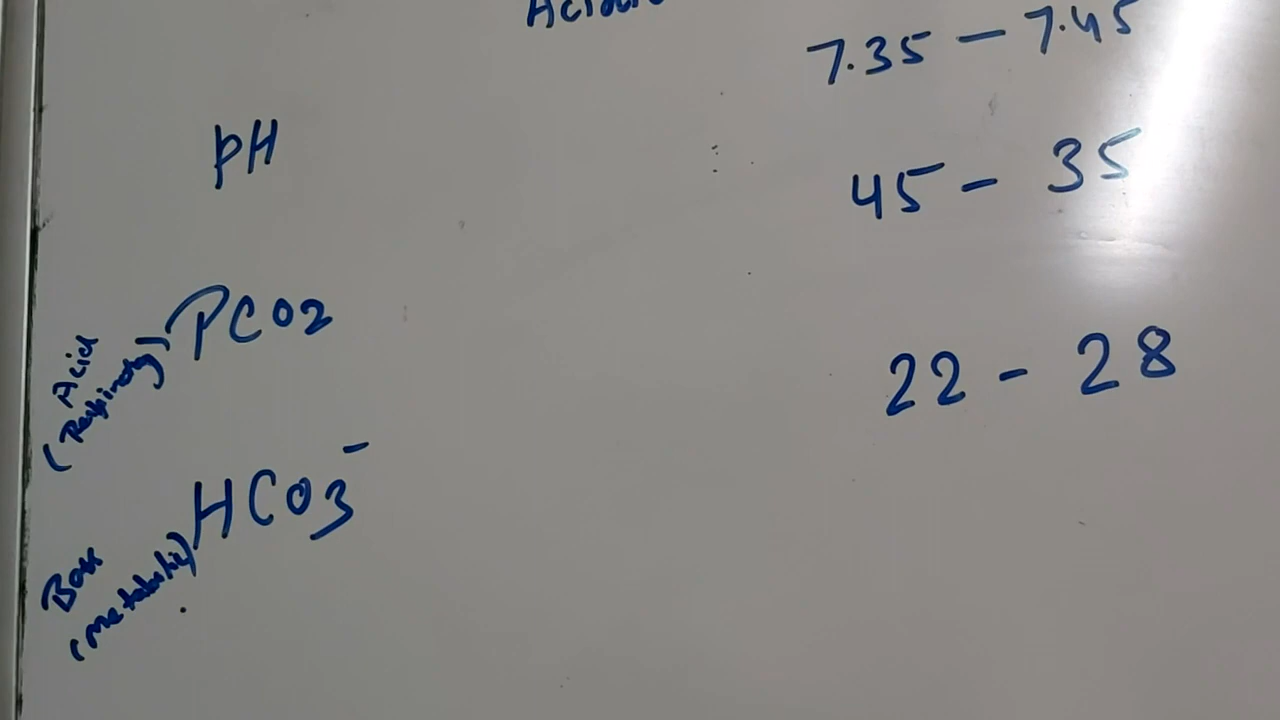 7.35 - 7.45
pH
45 - 35
PCO2
Acid
(Respiratory)
22 - 28
HCO3-
Base
(metabolic)